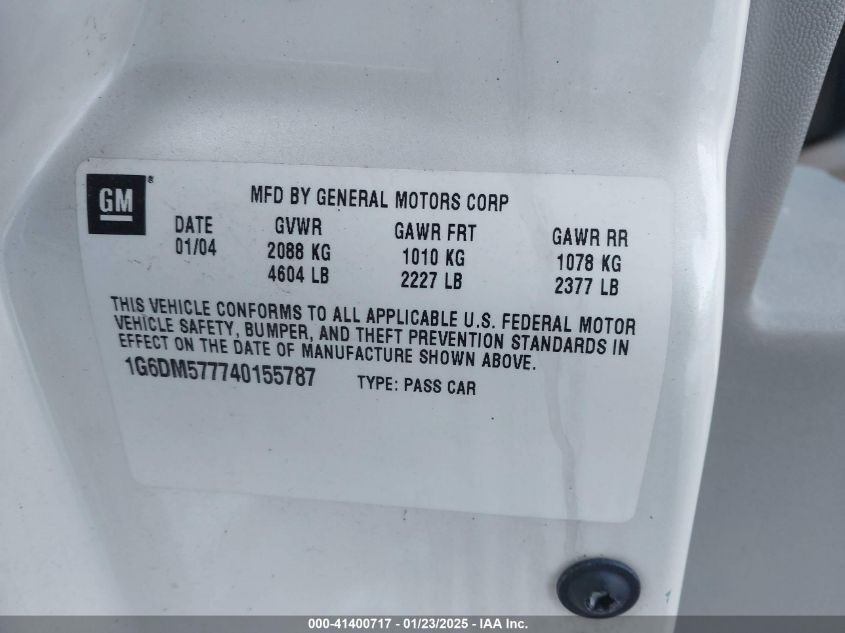 GM®
MFD BY GENERAL MOTORS CORP
DATE GVWR GAWR FRT GAWR RR
01/04 2088 KG 1010 KG 1078 KG
4604 LB 2227 LB 2377 LB
THIS VEHICLE CONFORMS TO ALL APPLICABLE U.S. FEDERAL MOTOR
VEHICLE SAFETY, BUMPER, AND THEFT PREVENTION STANDARDS IN
EFFECT ON THE DATE OF MANUFACTURE SHOWN ABOVE.
1G6DM577740155787 TYPE: PASS CAR
000-41400717 - 01/23/2025 - IAA Inc.